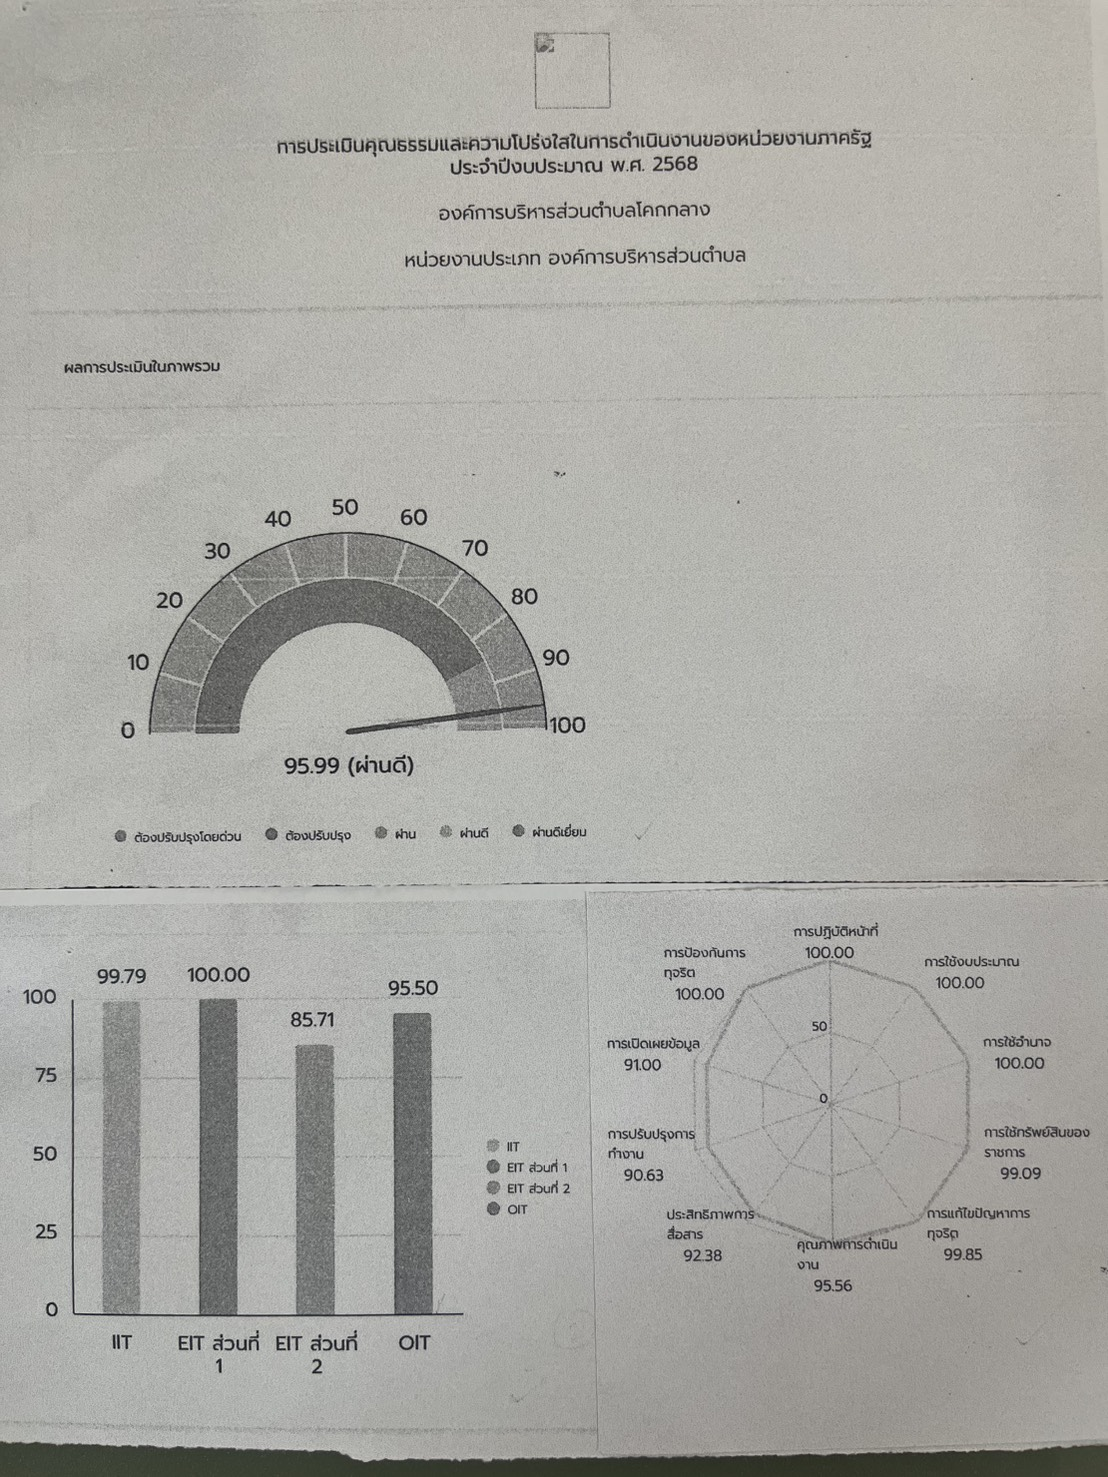 การประเมินคุณธรรมและความโปร่งใสในการดำเนินงานของหน่วยงานภาครัฐ
ประจำปีงบประมาณ พ.ศ. 2568
องค์การบริหารส่วนตำบลโคกกลาง
หน่วยงานประเภท องค์การบริหารส่วนตำบล
ผลการประเมินในภาพรวม
0
10
20
30
40
50
60
70
80
90
100
95.99 (ผ่านดี)
ต้องปรับปรุงโดยด่วน ต้องปรับปรุง ผ่าน ผ่านดี ผ่านดีเยี่ยม
99.79
100.00
85.71
95.50
100
75
50
25
0
IIT
EIT ส่วนที่
1
EIT ส่วนที่
2
OIT
IIT
EIT ส่วนที่ 1
EIT ส่วนที่ 2
OIT
การปฏิบัติหน้าที่
100.00
การใช้งบประมาณ
100.00
การใช้อำนาจ
100.00
การใช้ทรัพย์สินของ
ราชการ
99.09
การแก้ไขปัญหาการ
ทุจริต
99.85
คุณภาพการดำเนิน
งาน
95.56
ประสิทธิภาพการ
สื่อสาร
92.38
การปรับปรุงการ
ทำงาน
90.63
การเปิดเผยข้อมูล
91.00
การป้องกันการ
ทุจริต
100.00
50
0